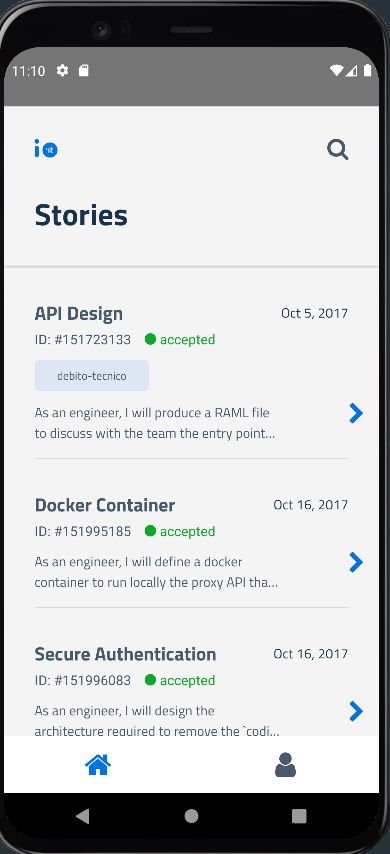 11:10
io
Stories
API Design Oct 5, 2017
ID: #151723133 accepted
debito-tecnico
As an engineer, I will produce a RAML file
to discuss with the team the entry point...
Docker Container Oct 16, 2017
ID: #151995185 accepted
As an engineer, I will define a docker
container to run locally the proxy API tha...
Secure Authentication Oct 16, 2017
ID: #151996083 accepted
As an engineer, I will design the
architecture required to remove the `codi...